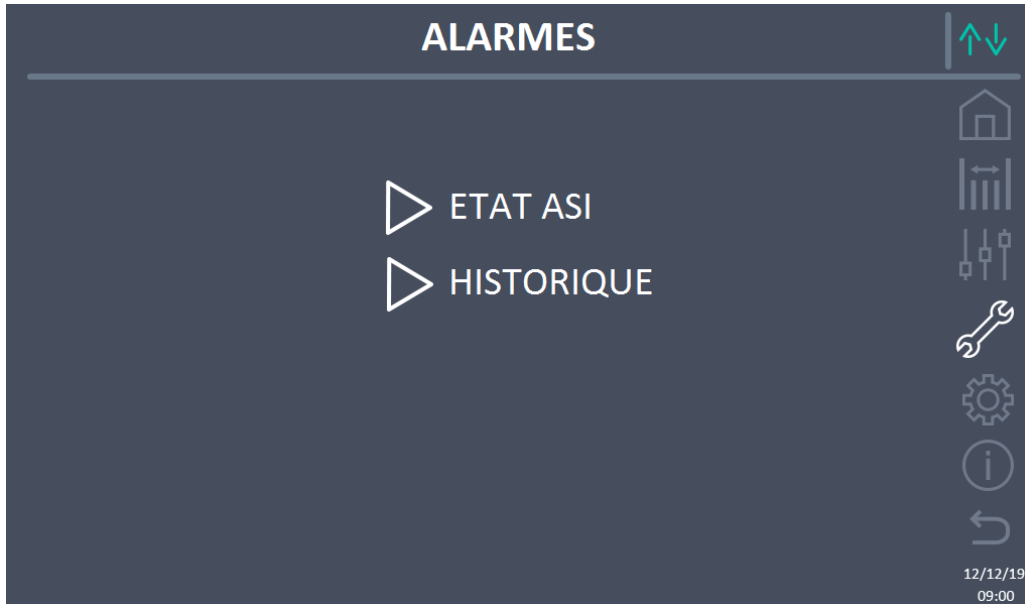 ALARMES
ETAT ASI
HISTORIQUE
12/12/19
09:00